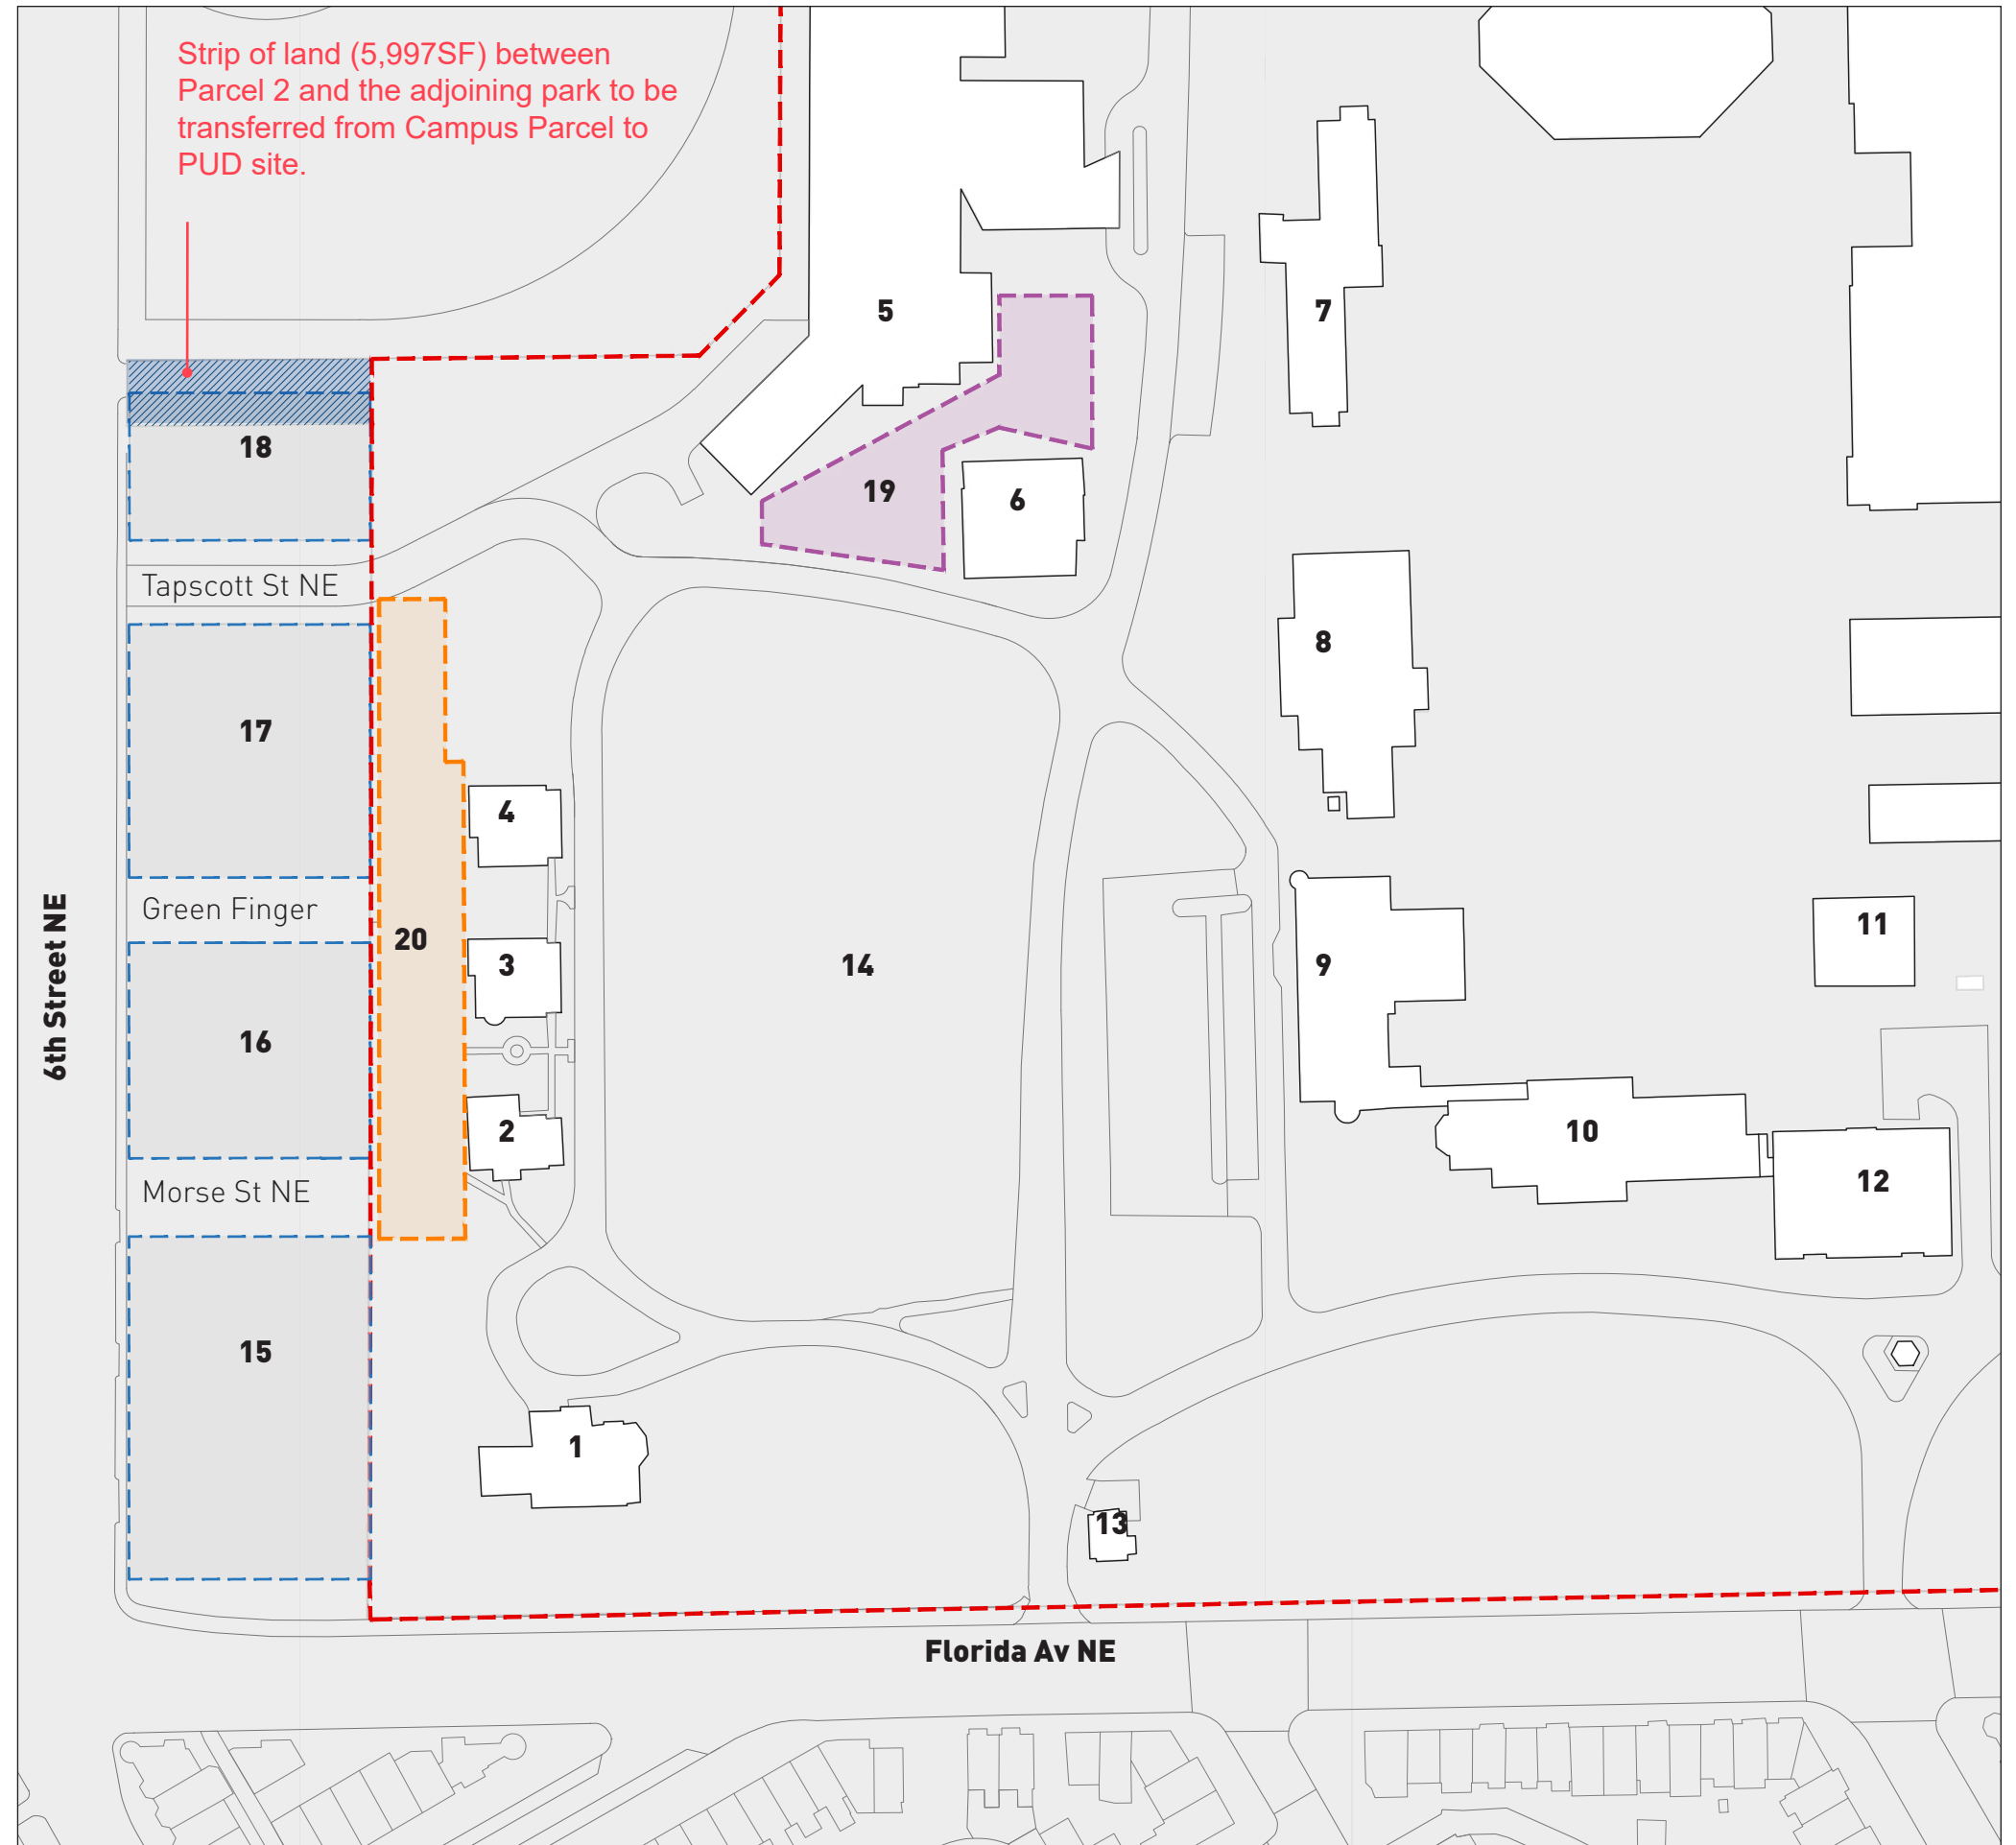 Strip of land (5,997SF) between
Parcel 2 and the adjoining park to be
transferred from Campus Parcel to
PUD site.
5
7
18
19
6
Tapscott St NE
8
17
4
Green Finger
11
20
3
14
9
6th Street NE
16
2
10
12
Morse St NE
15
1
13
Florida Av NE